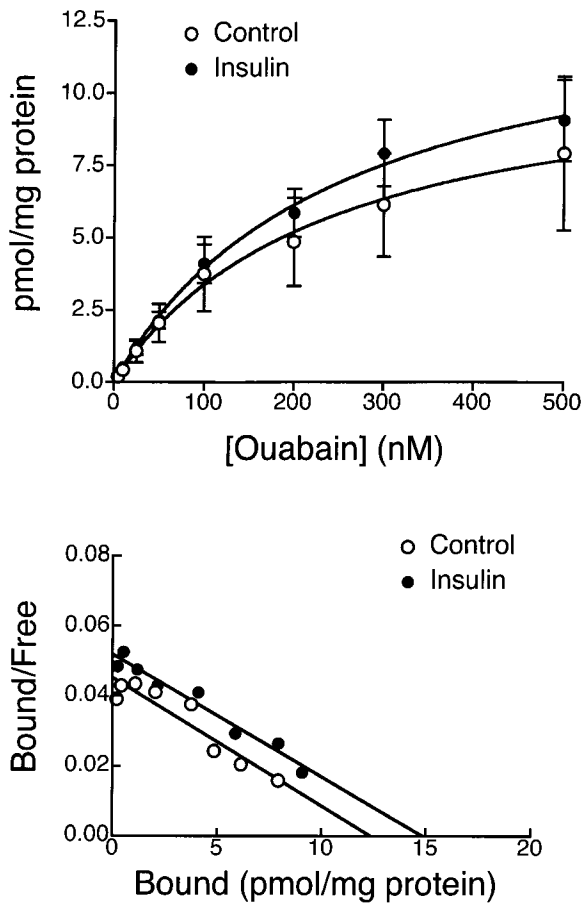 12.5
Control
Insulin
10.0
7.5
5.0
2.5
0.0
pmol/mg protein
0 100 200 300 400 500
[Ouabain] (nM)
0.08
Control
Insulin
0.06
0.04
0.02
0.00
Bound/Free
0 5 10 15 20
Bound (pmol/mg protein)